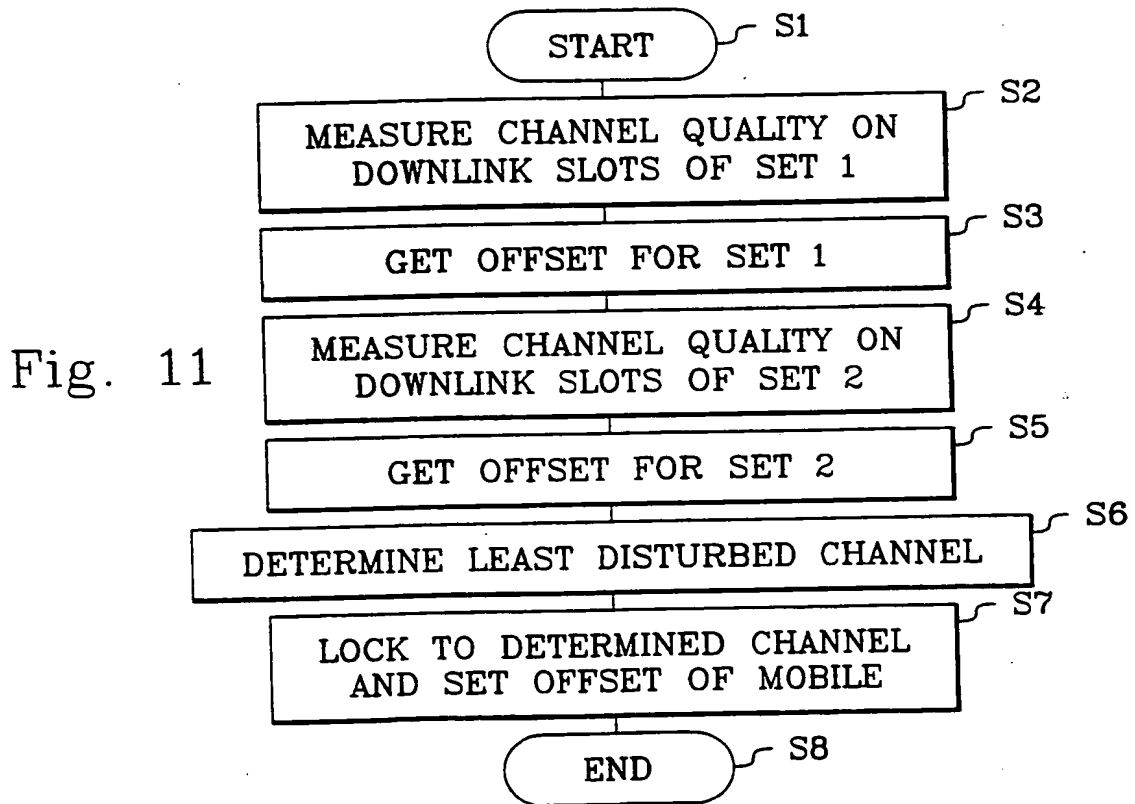 START
S1
MEASURE CHANNEL QUALITY ON
DOWNLINK SLOTS OF SET 1
S2
GET OFFSET FOR SET 1
S3
MEASURE CHANNEL QUALITY ON
DOWNLINK SLOTS OF SET 2
S4
Fig. 11
GET OFFSET FOR SET 2
S5
DETERMINE LEAST DISTURBED CHANNEL
S6
LOCK TO DETERMINED CHANNEL
AND SET OFFSET OF MOBILE
S7
END
S8